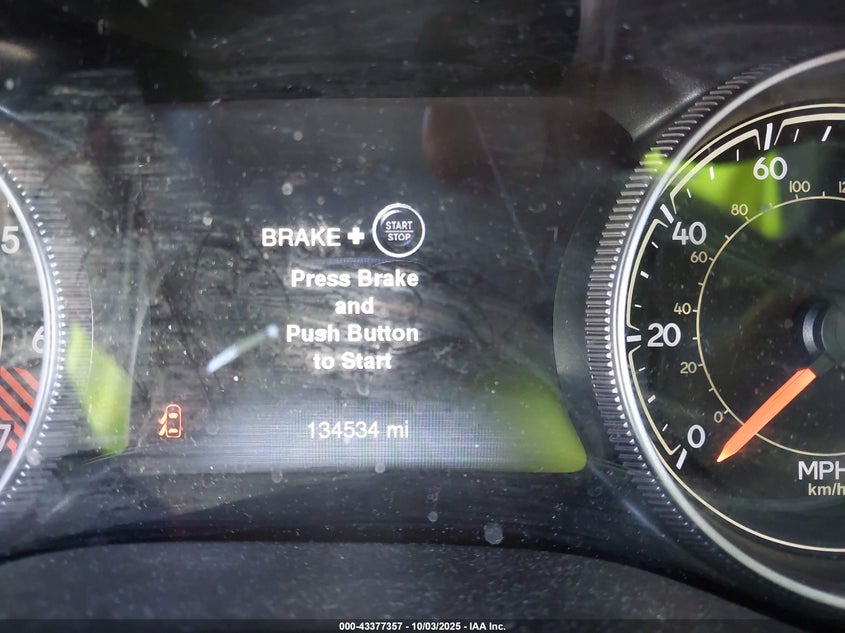 BRAKE + START STOP
Press Brake
and
Push Button
to Start
134534 mi
5
6
7
0
20
40
60
0
20
40
60
80
100
MPH
km/h
000-43377357 - 10/03/2025 - IAA Inc.